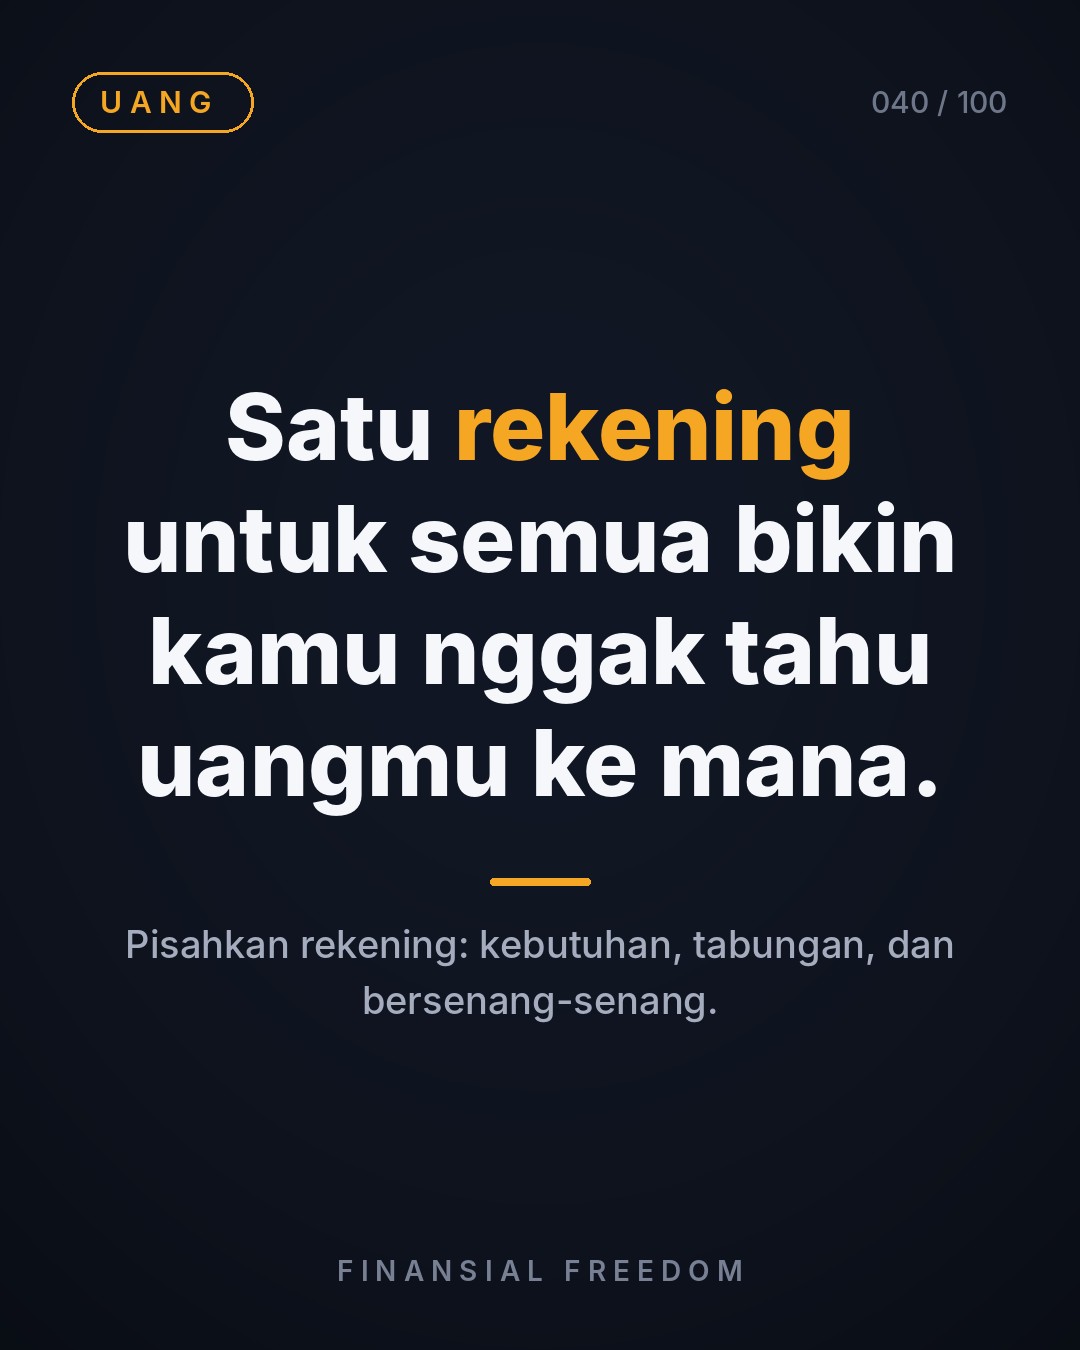 UANG
040 / 100
Satu rekening
untuk semua bikin
kamu nggak tahu
uangmu ke mana.
Pisahkan rekening: kebutuhan, tabungan, dan
bersenang-senang.
FINANSIAL FREEDOM